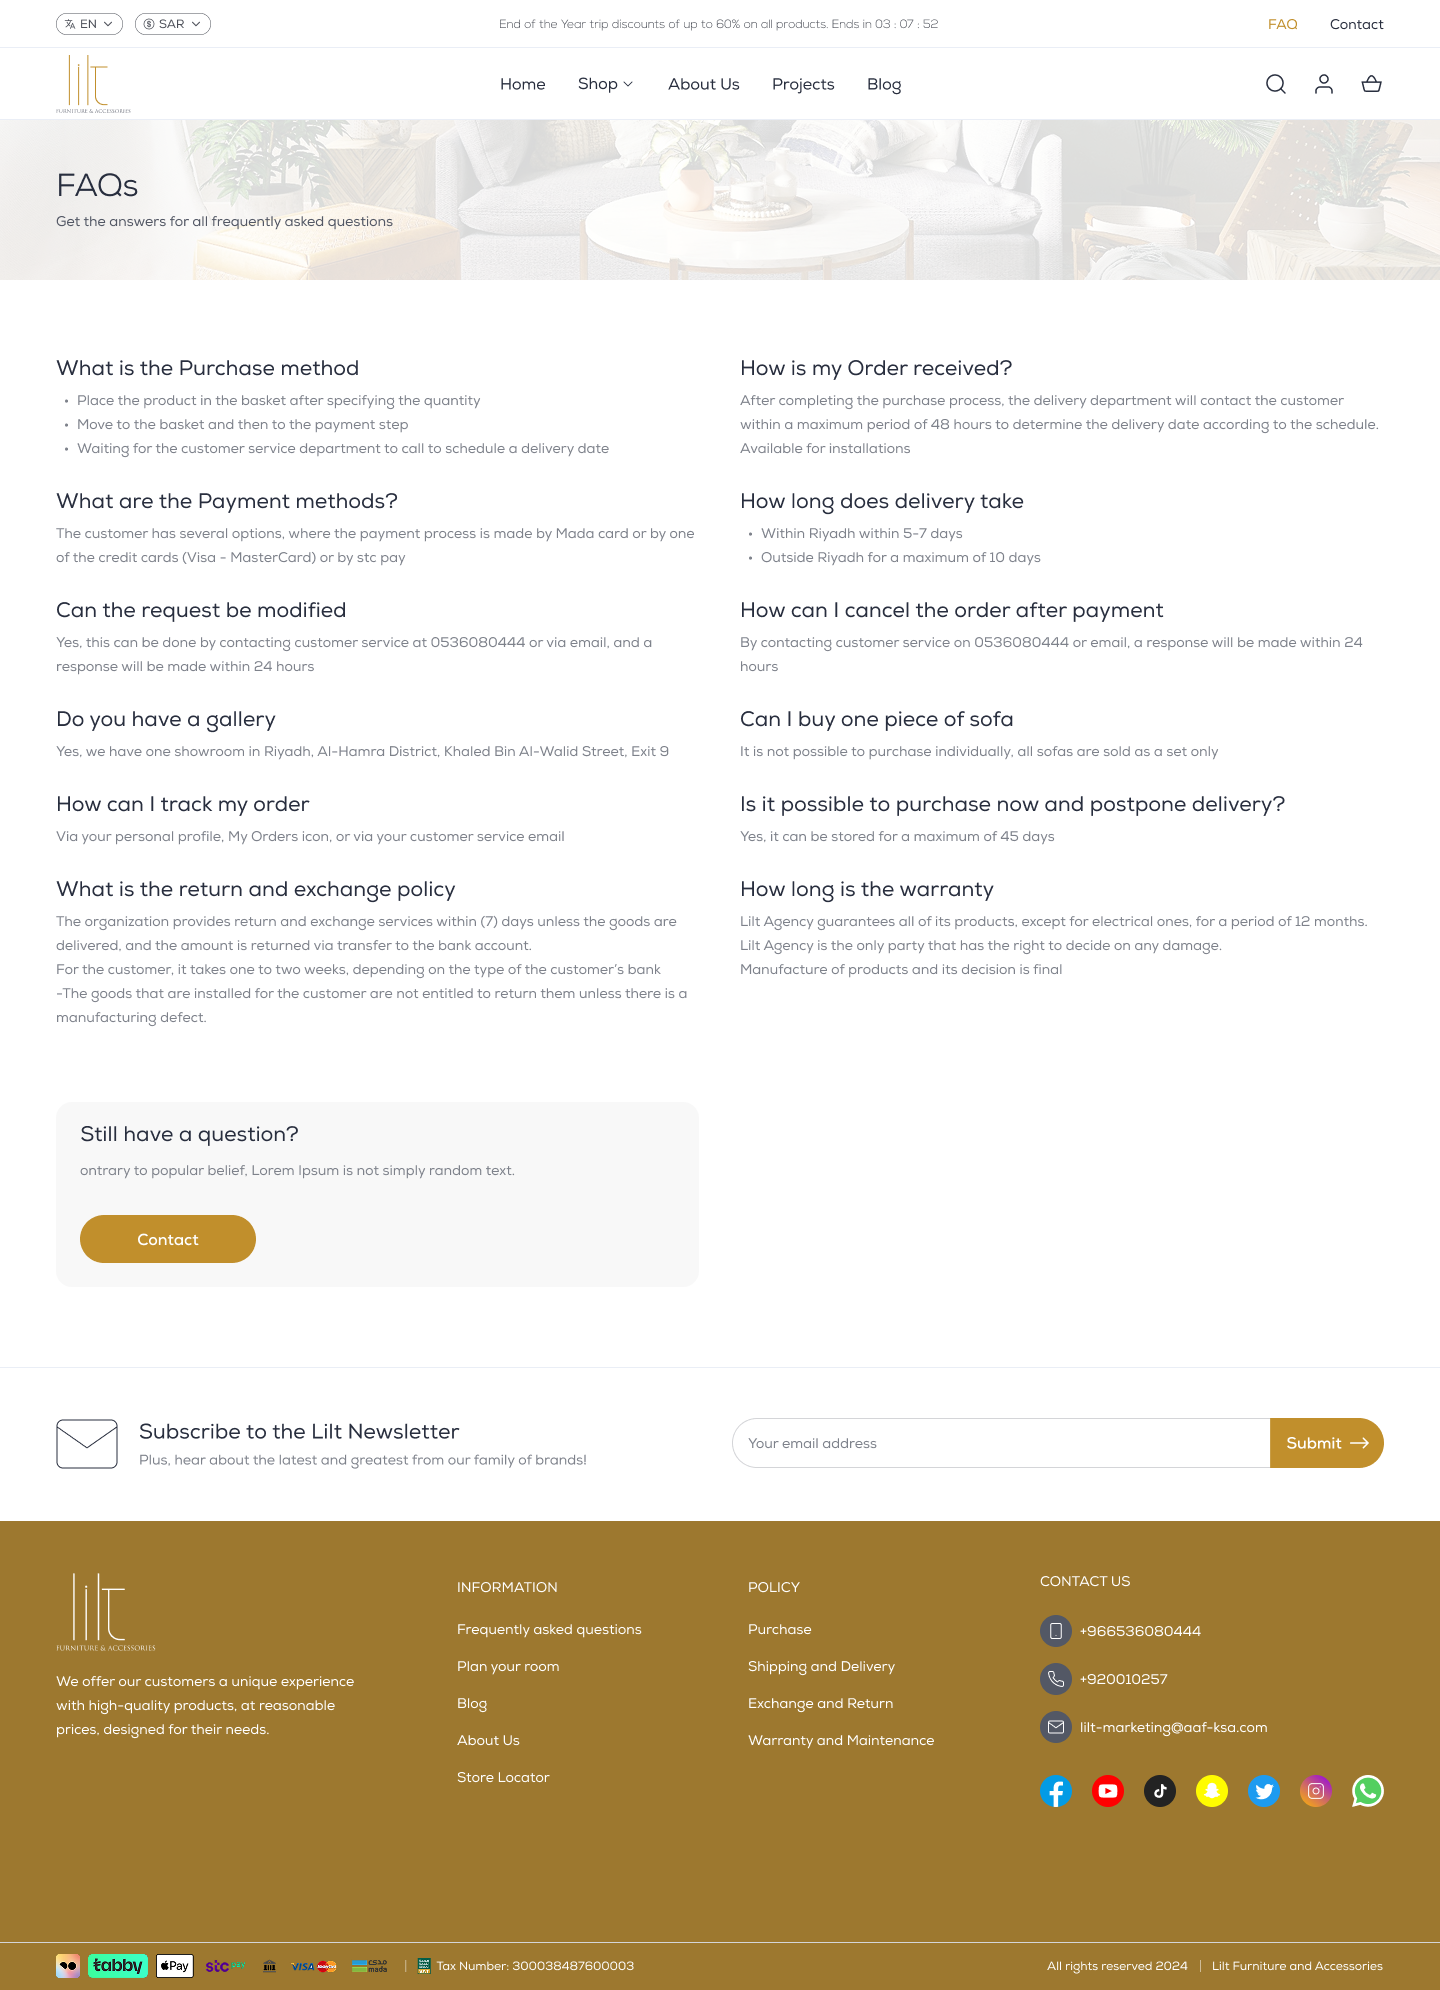 EN
SAR
End of the Year trip discounts of up to 60% on all products. Ends in 03 : 07 : 52
FAQ
Contact
lilt
FURNITURE & ACCESSORIES
Home
Shop
About Us
Projects
Blog
FAQs
Get the answers for all frequently asked questions
What is the Purchase method
• Place the product in the basket after specifying the quantity
• Move to the basket and then to the payment step
• Waiting for the customer service department to call to schedule a delivery date
What are the Payment methods?
The customer has several options, where the payment process is made by Mada card or by one
of the credit cards (Visa - MasterCard) or by stc pay
Can the request be modified
Yes, this can be done by contacting customer service at 0536080444 or via email, and a
response will be made within 24 hours
Do you have a gallery
Yes, we have one showroom in Riyadh, Al-Hamra District, Khaled Bin Al-Walid Street, Exit 9
How can I track my order
Via your personal profile, My Orders icon, or via your customer service email
What is the return and exchange policy
The organization provides return and exchange services within (7) days unless the goods are
delivered, and the amount is returned via transfer to the bank account.
For the customer, it takes one to two weeks, depending on the type of the customer's bank
-The goods that are installed for the customer are not entitled to return them unless there is a
manufacturing defect.
How is my Order received?
After completing the purchase process, the delivery department will contact the customer
within a maximum period of 48 hours to determine the delivery date according to the schedule.
Available for installations
How long does delivery take
• Within Riyadh within 5-7 days
• Outside Riyadh for a maximum of 10 days
How can I cancel the order after payment
By contacting customer service on 0536080444 or email, a response will be made within 24
hours
Can I buy one piece of sofa
It is not possible to purchase individually, all sofas are sold as a set only
Is it possible to purchase now and postpone delivery?
Yes, it can be stored for a maximum of 45 days
How long is the warranty
Lilt Agency guarantees all of its products, except for electrical ones, for a period of 12 months.
Lilt Agency is the only party that has the right to decide on any damage.
Manufacture of products and its decision is final
Still have a question?
ontrary to popular belief, Lorem Ipsum is not simply random text.
Contact
Subscribe to the Lilt Newsletter
Plus, hear about the latest and greatest from our family of brands!
Your email address
Submit
lilt
FURNITURE & ACCESSORIES
We offer our customers a unique experience
with high-quality products, at reasonable
prices, designed for their needs.
INFORMATION
Frequently asked questions
Plan your room
Blog
About Us
Store Locator
POLICY
Purchase
Shipping and Delivery
Exchange and Return
Warranty and Maintenance
CONTACT US
+966536080444
+920010257
lilt-marketing@aaf-ksa.com
tabby
Pay
stc pay
VISA
mada
Tax Number: 300038487600003
All rights reserved 2024
Lilt Furniture and Accessories